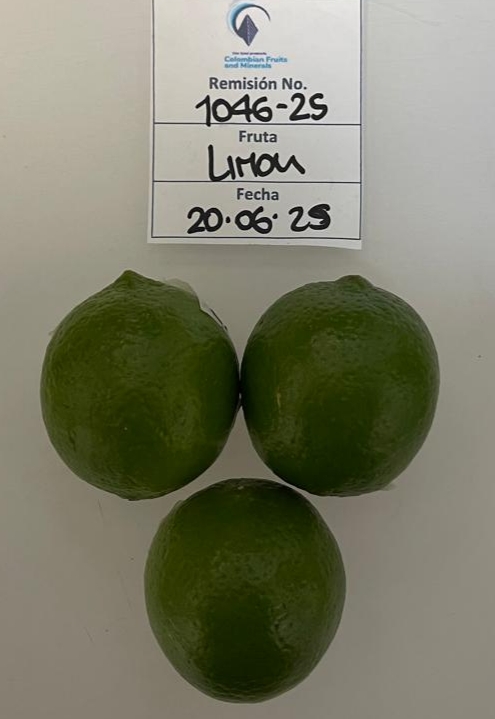 Colombian Fruits
and Minerals
Remisión No.
1046-25
Fruta
LIMON
Fecha
20.06.25